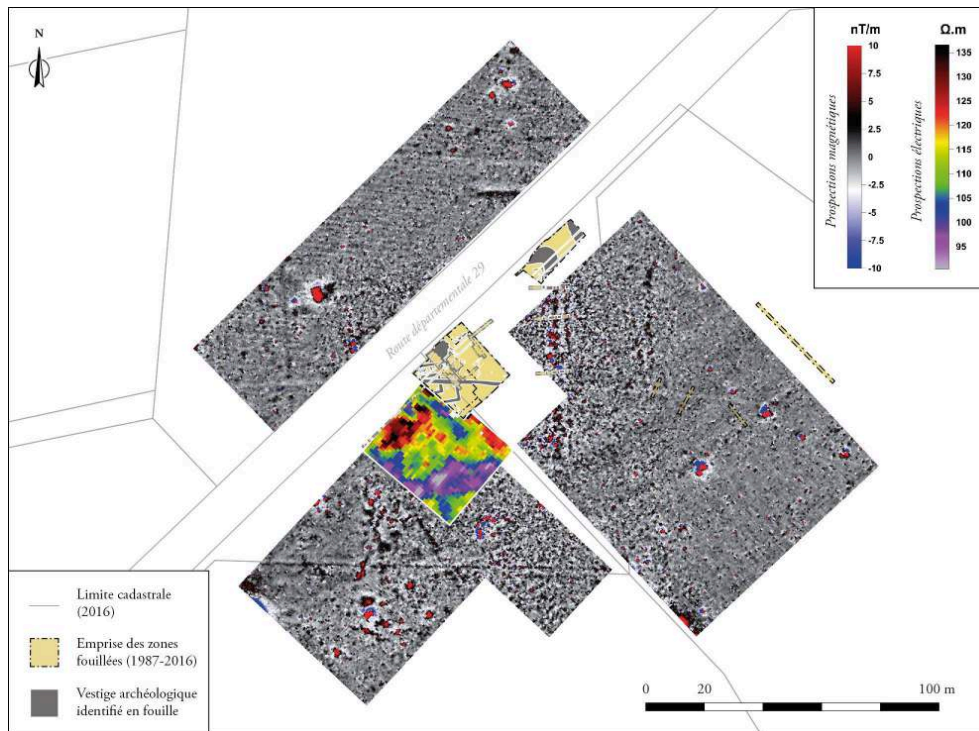 N
nT/m
10
7.5
5
2.5
0
-2.5
-5
-7.5
-10
Prospections magnétiques
Ω.m
135
130
125
120
115
110
105
100
95
Prospections électriques
Route départementale 29
Limite cadastrale
(2016)
Emprise des zones
fouillées (1987-2016)
Vestige archéologique
identifié en fouille
0 20 100 m